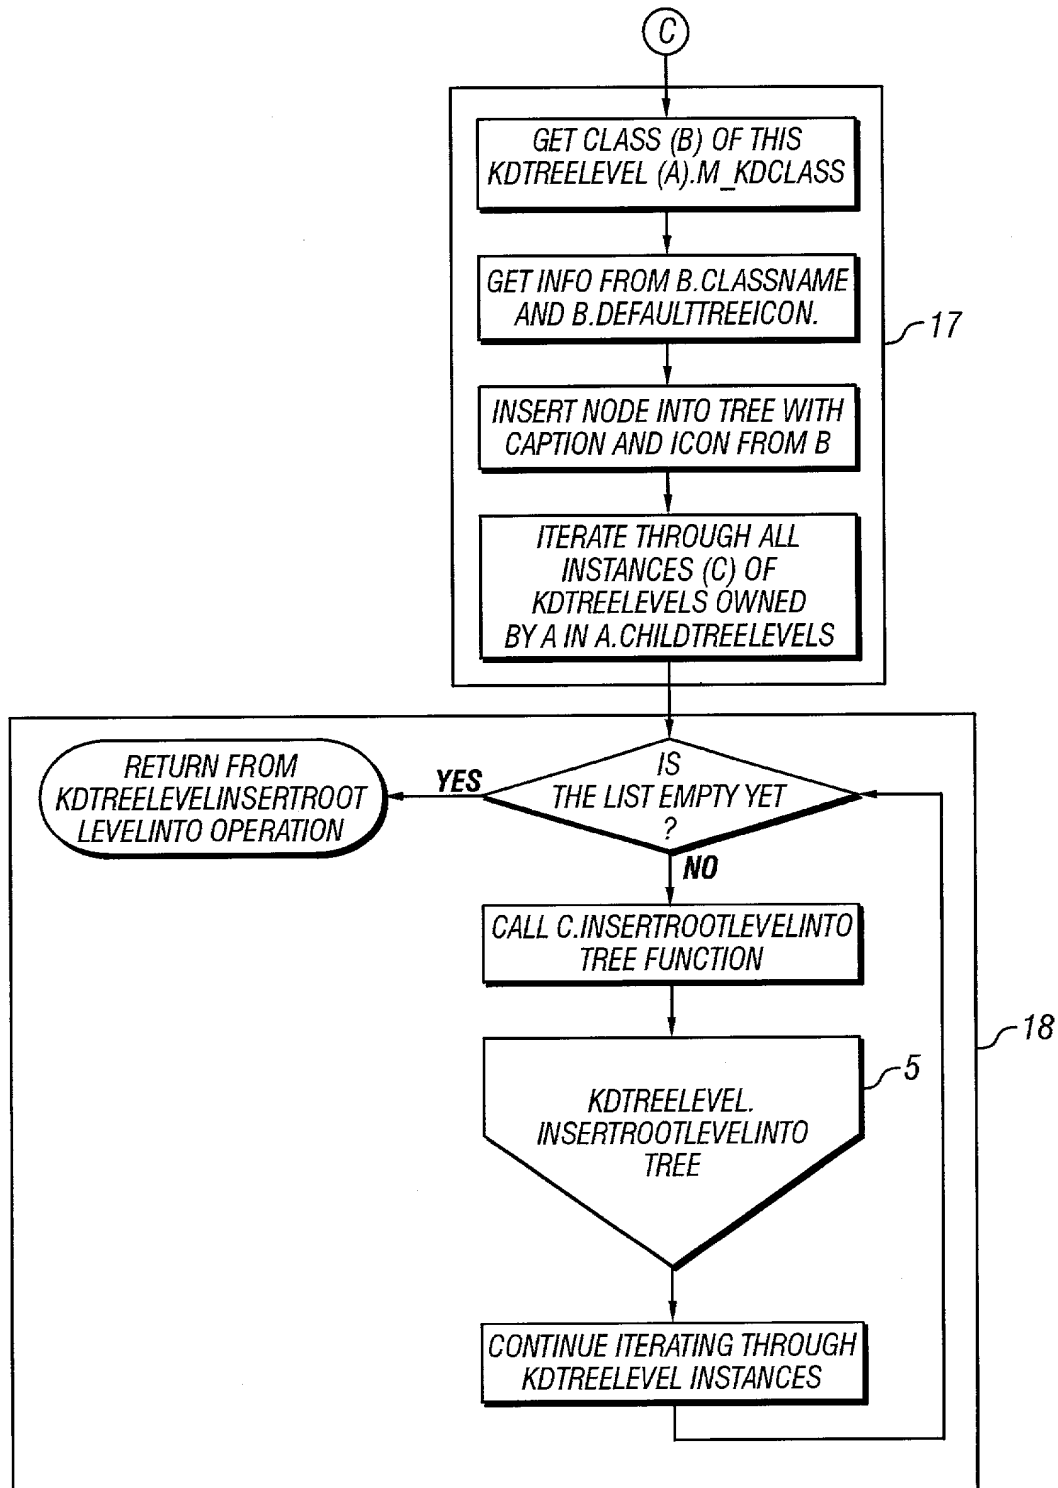 C
GET CLASS (B) OF THIS
KDTREELEVEL (A).M_KDCLASS
GET INFO FROM B.CLASSNAME
AND B.DEFAULTTREEICON.
17
INSERT NODE INTO TREE WITH
CAPTION AND ICON FROM B
ITERATE THROUGH ALL
INSTANCES (C) OF
KDTREELEVELS OWNED
BY A IN A.CHILDTREELEVELS
IS
THE LIST EMPTY YET
?
YES
RETURN FROM
KDTREELEVELINSERTROOT
LEVELINTO OPERATION
NO
CALL C.INSERTROOTLEVELINTO
TREE FUNCTION
18
5
KDTREELEVEL.
INSERTROOTLEVELINTO
TREE
CONTINUE ITERATING THROUGH
KDTREELEVEL INSTANCES